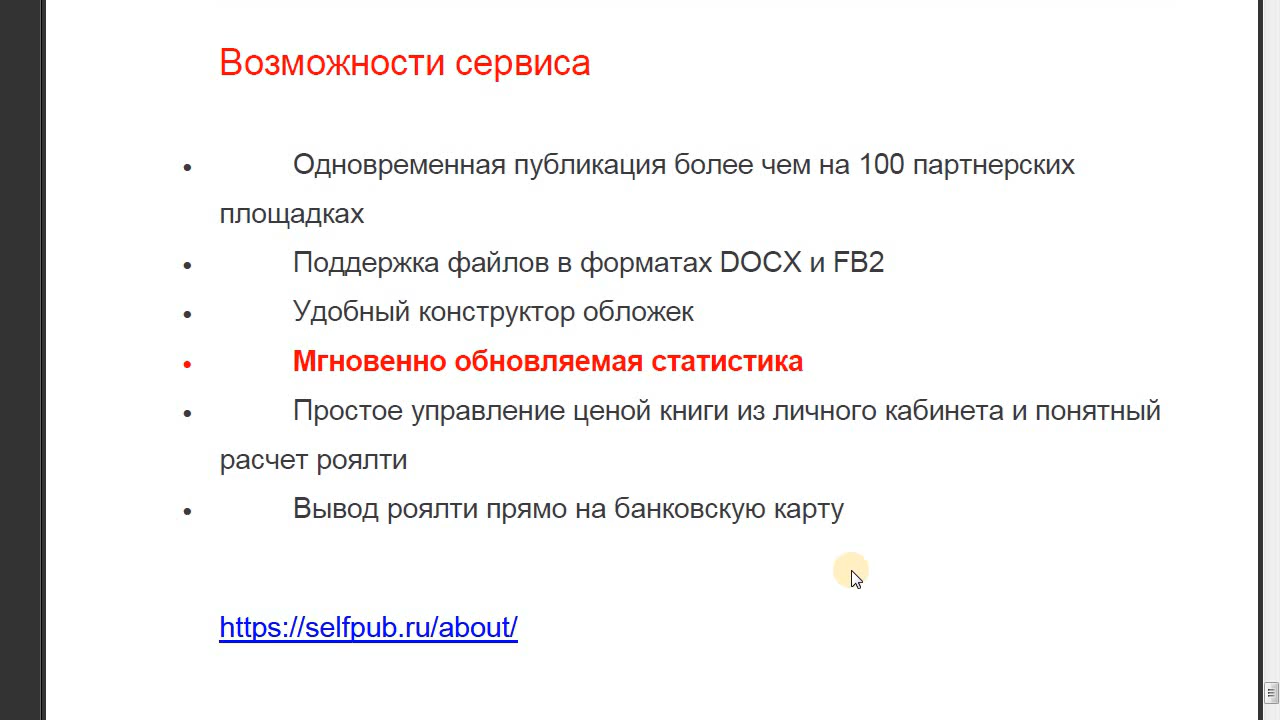 Возможности сервиса
• Одновременная публикация более чем на 100 партнерских
площадках
• Поддержка файлов в форматах DOCX и FB2
• Удобный конструктор обложек
• Мгновенно обновляемая статистика
• Простое управление ценой книги из личного кабинета и понятный
расчет роялти
• Вывод роялти прямо на банковскую карту
https://selfpub.ru/about/